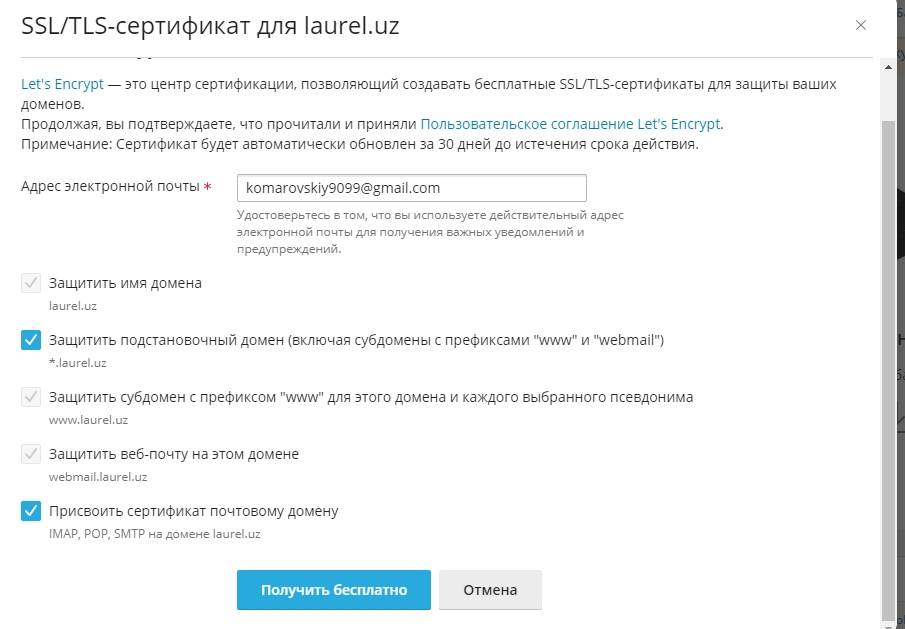 SSL/TLS-сертификат для laurel.uz
Let's Encrypt — это центр сертификации, позволяющий создавать бесплатные SSL/TLS-сертификаты для защиты ваших
доменов.
Продолжая, вы подтверждаете, что прочитали и приняли Пользовательское соглашение Let's Encrypt.
Примечание: Сертификат будет автоматически обновлен за 30 дней до истечения срока действия.
Адрес электронной почты * komarovskiy9099@gmail.com
Удостоверьтесь в том, что вы используете действительный адрес
электронной почты для получения важных уведомлений и
предупреждений.
Защитить имя домена
laurel.uz
Защитить подстановочный домен (включая субдомены с префиксами "www" и "webmail")
*.laurel.uz
Защитить субдомен с префиксом "www" для этого домена и каждого выбранного псевдонима
www.laurel.uz
Защитить веб-почту на этом домене
webmail.laurel.uz
Присвоить сертификат почтовому домену
IMAP, POP, SMTP на домене laurel.uz
Получить бесплатно Отмена